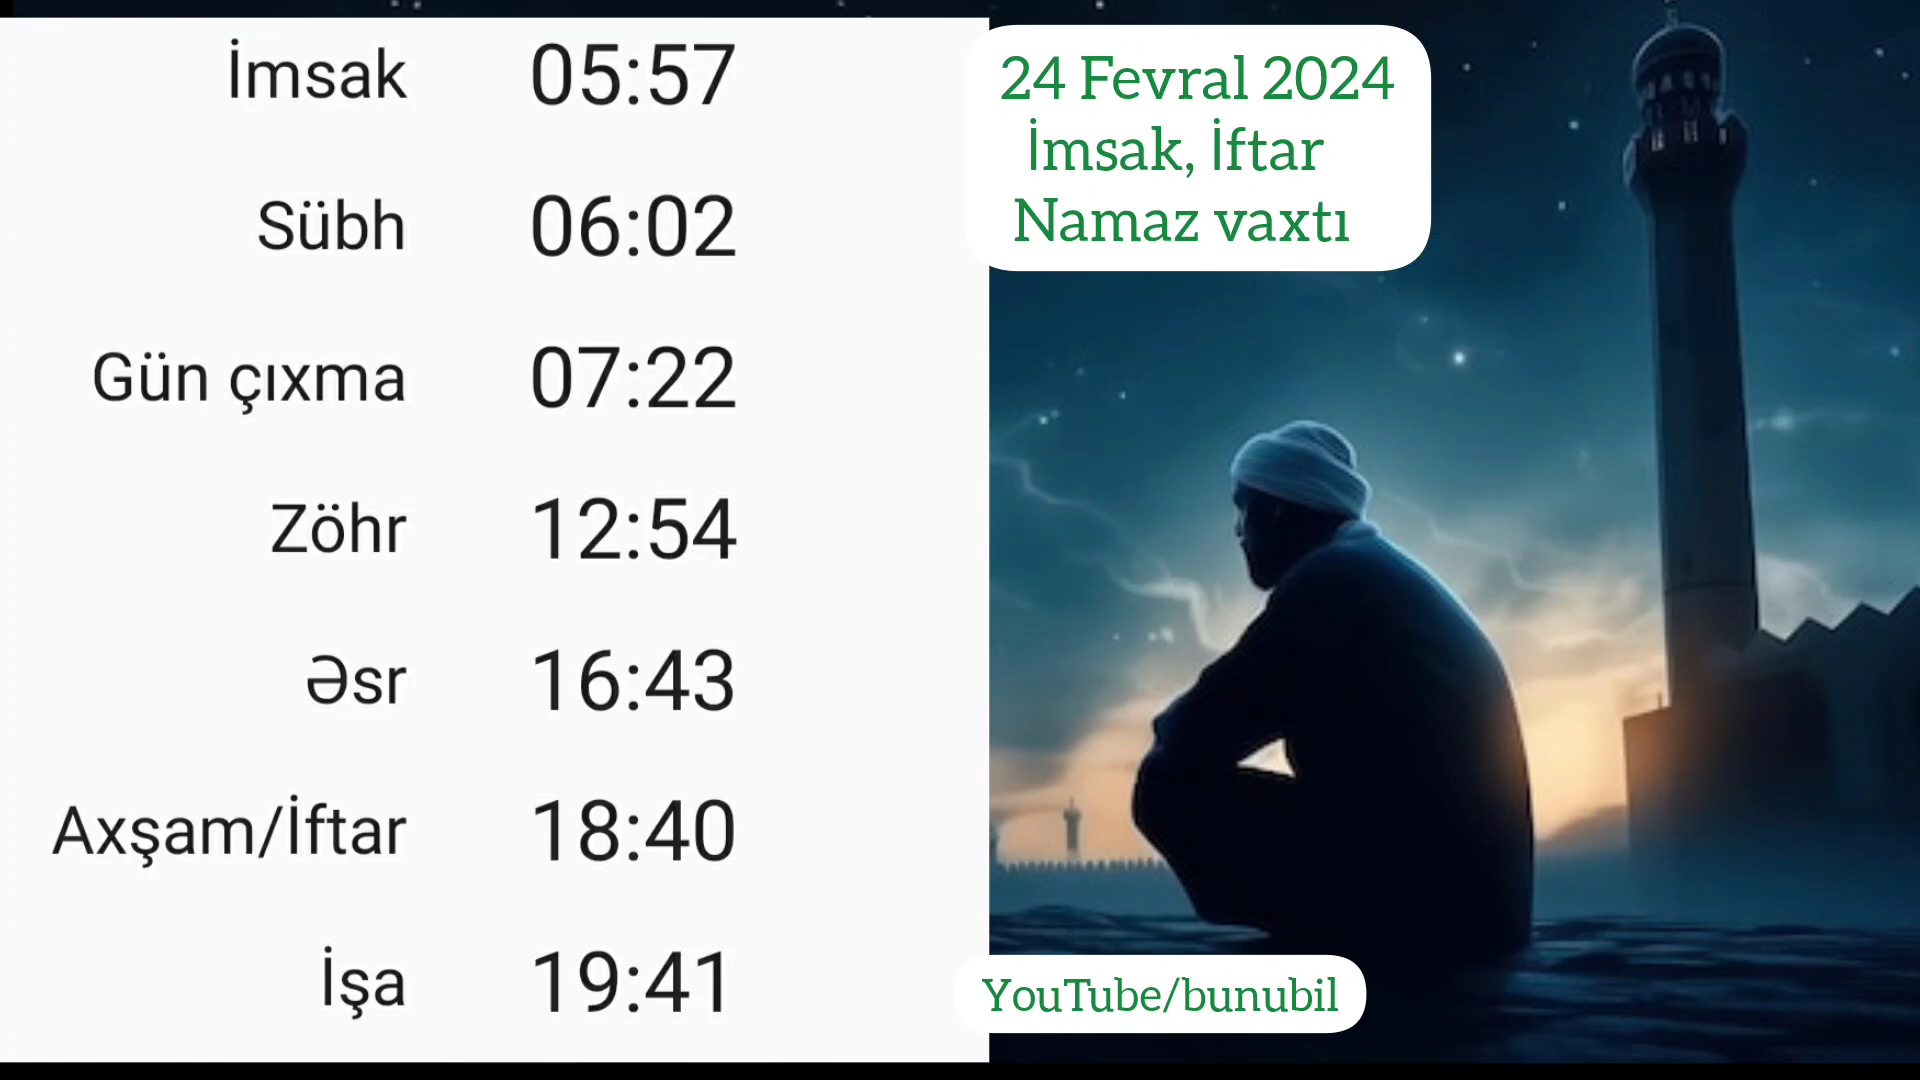 İmsak 05:57
Sübh 06:02
Gün çıxma 07:22
Zöhr 12:54
Əsr 16:43
Axşam/İftar 18:40
İşa 19:41
24 Fevral 2024
İmsak, İftar
Namaz vaxtı
YouTube/bunubil